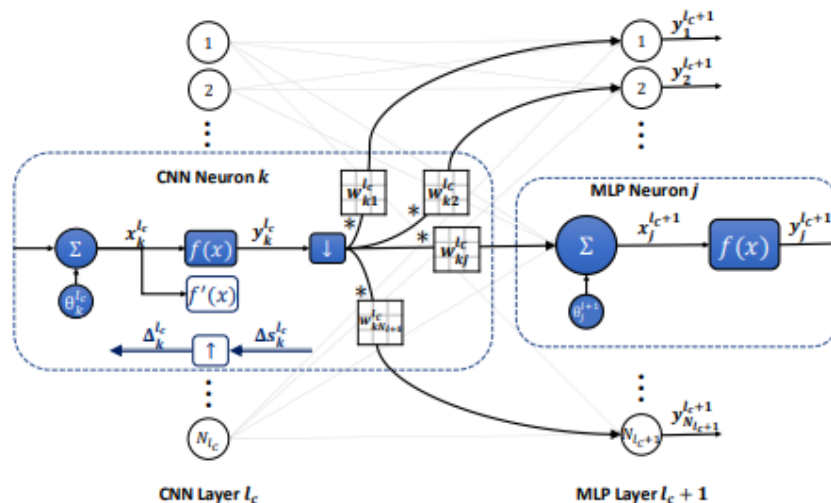 1
1
y_1^{l_c+1}
2
2
y_2^{l_c+1}
CNN Neuron k
MLP Neuron j
w_{k1}^{l_c}
w_{k2}^{l_c}
* *
Σ
x_k^{l_c}
f(x)
y_k^{l_c}
↓
*
w_{kj}^{l_c}
Σ
x_j^{l_c+1}
f(x)
y_j^{l_c+1}
θ_k^{l_c}
f'(x)
*
w_{kN_{l+1}}^{l_c}
θ_j^{l+1}
Δ_k^{l_c}
↑
Δs_k^{l_c}
N_{l_c}
N_{l_c+1}
y_{N_{l_c+1}}^{l_c+1}
CNN Layer l_c
MLP Layer l_c + 1